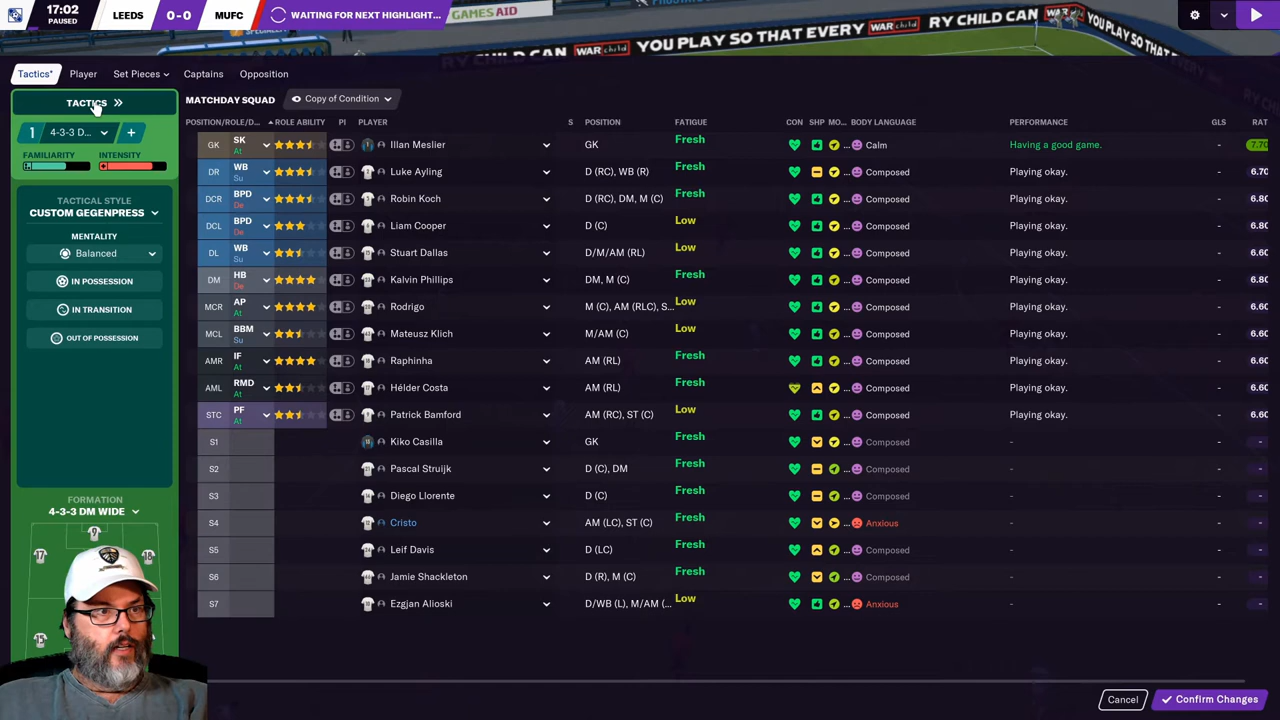 17:02
PAUSED
LEEDS 0-0 MUFC WAITING FOR NEXT HIGHLIGHT...
GAMES AID
YOU PLAY SO THAT EVERY
RY CHILD CAN WAR child YOU PLAY SO THAT EVERY WAR child RY CHILD CAN
Tactics* Player Set Pieces Captains Opposition
TACTICS
1 4-3-3 D... +
FAMILIARITY INTENSITY
TACTICAL STYLE
CUSTOM GEGENPRESS
MENTALITY
Balanced
IN POSSESSION
IN TRANSITION
OUT OF POSSESSION
FORMATION
4-3-3 DM WIDE
9
17 18
15
MATCHDAY SQUAD Copy of Condition
POSITION/ROLE/D... ROLE ABILITY PI PLAYER S POSITION FATIGUE CON SHP MO... BODY LANGUAGE PERFORMANCE GLS RAT
GK SK At Illan Meslier GK Fresh Calm Having a good game. - 7.70
DR WB Su Luke Ayling D (RC), WB (R) Fresh ... Composed Playing okay. - 6.70
DCR BPD De Robin Koch D (RC), DM, M (C) Fresh ... Composed Playing okay. - 6.80
DCL BPD De Liam Cooper D (C) Low ... Composed Playing okay. - 6.80
DL WB Su Stuart Dallas D/M/AM (RL) Low ... Composed Playing okay. - 6.80
DM HB De Kalvin Phillips DM, M (C) Fresh ... Composed Playing okay. - 6.80
MCR AP At Rodrigo M (C), AM (RLC), S... Low ... Composed Playing okay. - 6.80
MCL BBM Su Mateusz Klich M/AM (C) Low ... Composed Playing okay. - 6.80
AMR IF At Raphinha AM (RL) Fresh ... Composed Playing okay. - 6.80
AML RMD At Hélder Costa AM (RL) Fresh ... Composed Playing okay. - 6.60
STC PF At Patrick Bamford AM (RC), ST (C) Low ... Composed Playing okay. - 6.60
S1 Kiko Casilla GK Fresh ... Composed - - -
S2 Pascal Struijk D (C), DM Fresh ... Composed - - -
S3 Diego Llorente D (C) Fresh ... Composed - - -
S4 Cristo AM (LC), ST (C) Fresh ... Anxious - - -
S5 Leif Davis D (LC) Fresh ... Composed - - -
S6 Jamie Shackleton D (R), M (C) Fresh ... Composed - - -
S7 Ezgjan Alioski D/WB (L), M/AM (... Low ... Anxious - - -
Cancel Confirm Changes